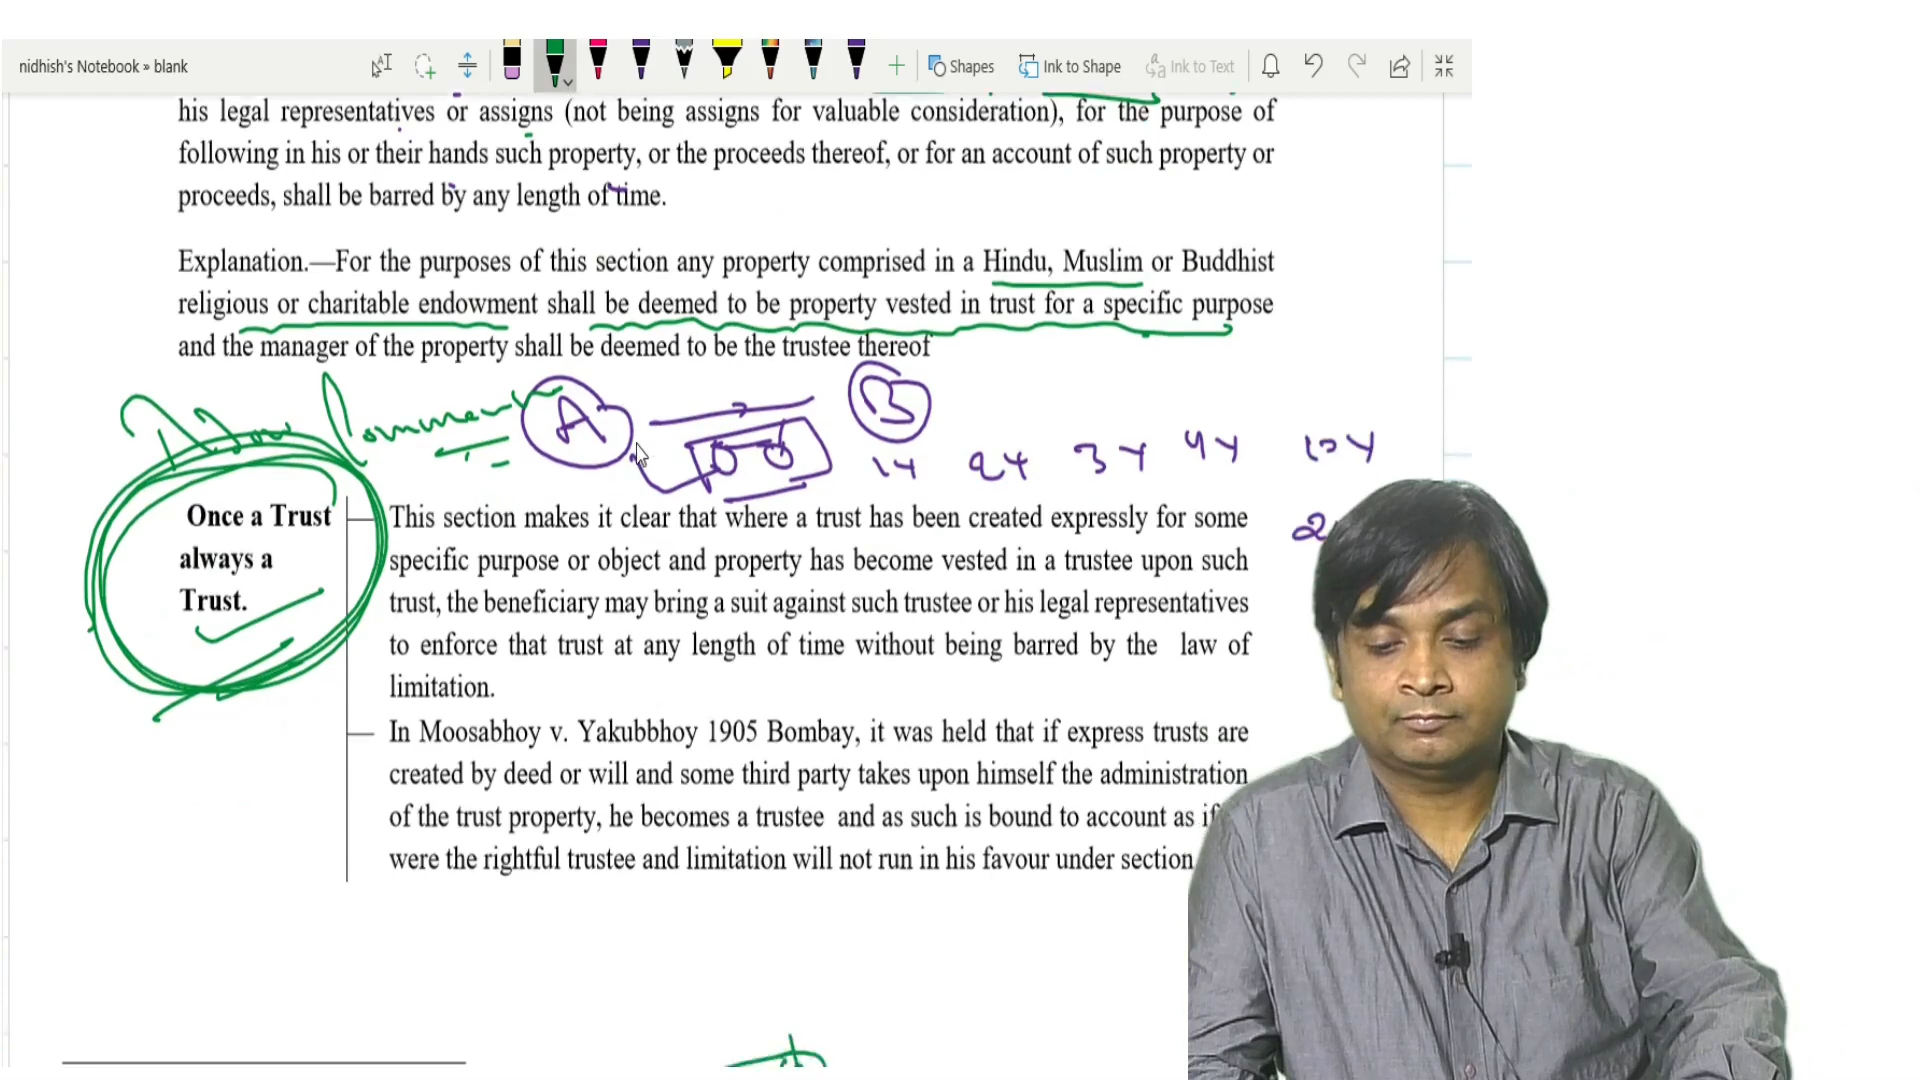 nidhish's Notebook » blank
Shapes
Ink to Shape
Ink to Text
his legal representatives or assigns (not being assigns for valuable consideration), for the purpose of
following in his or their hands such property, or the proceeds thereof, or for an account of such property or
proceeds, shall be barred by any length of time.
Explanation.—For the purposes of this section any property comprised in a Hindu, Muslim or Buddhist
religious or charitable endowment shall be deemed to be property vested in trust for a specific purpose
and the manager of the property shall be deemed to be the trustee thereof
A
B
1Y 2Y 3Y 4Y 10Y
Once a Trust
always a
Trust.
This section makes it clear that where a trust has been created expressly for some
specific purpose or object and property has become vested in a trustee upon such
trust, the beneficiary may bring a suit against such trustee or his legal representatives
to enforce that trust at any length of time without being barred by the law of
limitation.
In Moosabhoy v. Yakubbhoy 1905 Bombay, it was held that if express trusts are
created by deed or will and some third party takes upon himself the administration
of the trust property, he becomes a trustee and as such is bound to account as if
were the rightful trustee and limitation will not run in his favour under section